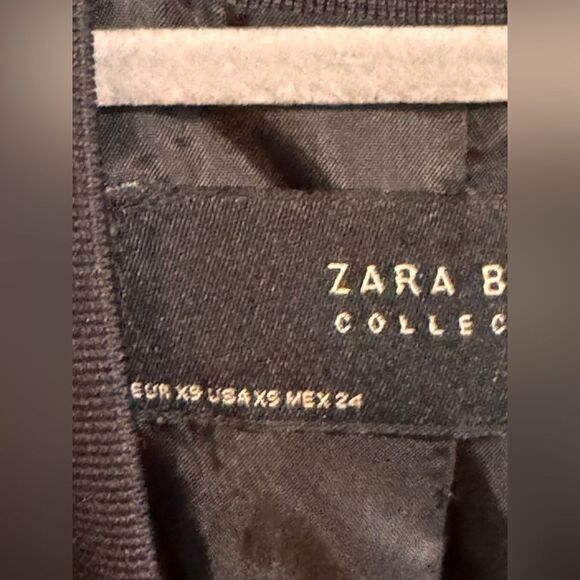 ZARA B
COLLEC
EUR XS USA XS MEX 24